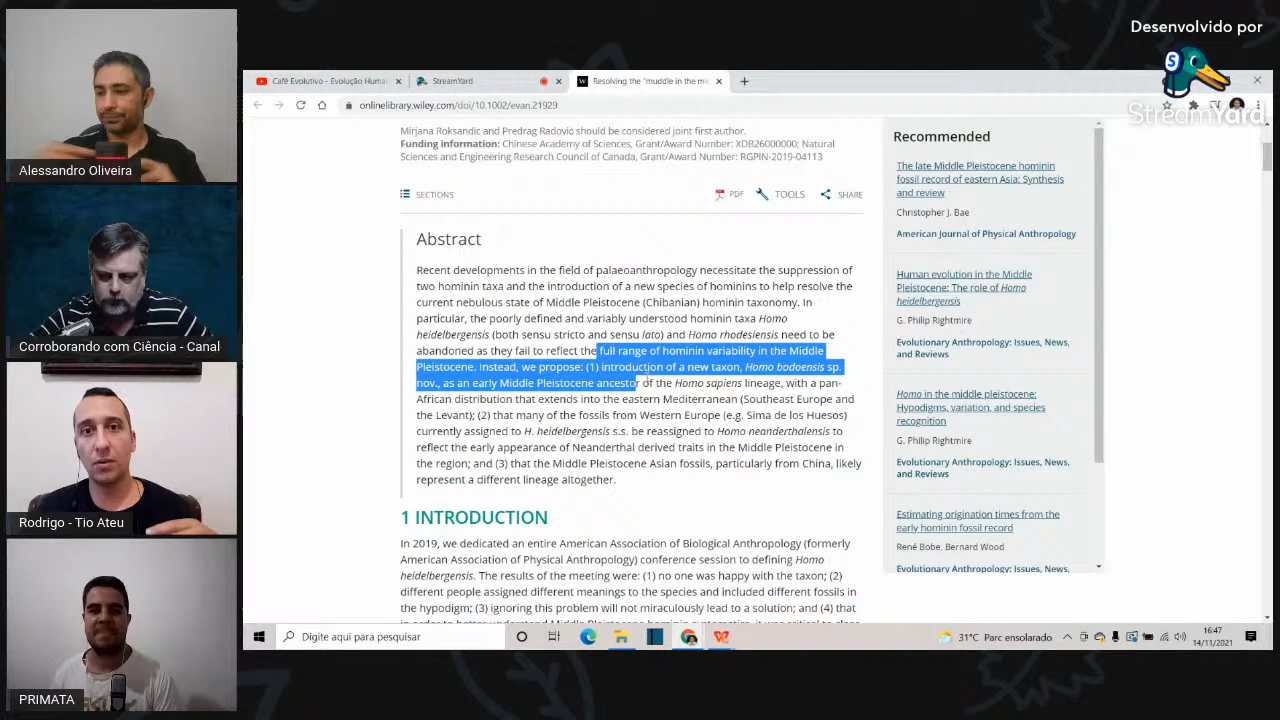 Desenvolvido por
StreamYard
Alessandro Oliveira
Corroborando com Ciência - Canal
Rodrigo - Tio Ateu
PRIMATA
Café Evolutivo - Evolução Huma
StreamYard
Resolving the "muddle in the mi
onlinelibrary.wiley.com/doi/10.1002/evan.21929
Mirjana Roksandic and Predrag Radović should be considered joint first author.
Funding information: Chinese Academy of Sciences, Grant/Award Number: XDB26000000; Natural
Sciences and Engineering Research Council of Canada, Grant/Award Number: RGPIN-2019-04113
SECTIONS
PDF
TOOLS
SHARE
Abstract
Recent developments in the field of palaeoanthropology necessitate the suppression of
two hominin taxa and the introduction of a new species of hominins to help resolve the
current nebulous state of Middle Pleistocene (Chibanian) hominin taxonomy. In
particular, the poorly defined and variably understood hominin taxa Homo
heidelbergensis (both sensu stricto and sensu lato) and Homo rhodesiensis need to be
abandoned as they fail to reflect the full range of hominin variability in the Middle
Pleistocene. Instead, we propose: (1) introduction of a new taxon, Homo bodoensis sp.
nov., as an early Middle Pleistocene ancestor of the Homo sapiens lineage, with a pan-
African distribution that extends into the eastern Mediterranean (Southeast Europe and
the Levant); (2) that many of the fossils from Western Europe (e.g. Sima de los Huesos)
currently assigned to H. heidelbergensis s.s. be reassigned to Homo neanderthalensis to
reflect the early appearance of Neanderthal derived traits in the Middle Pleistocene in
the region; and (3) that the Middle Pleistocene Asian fossils, particularly from China, likely
represent a different lineage altogether.
1 INTRODUCTION
In 2019, we dedicated an entire American Association of Biological Anthropology (formerly
American Association of Physical Anthropology) conference session to defining Homo
heidelbergensis. The results of the meeting were: (1) no one was happy with the taxon; (2)
different people assigned different meanings to the species and included different fossils in
the hypodigm; (3) ignoring this problem will not miraculously lead to a solution; and (4) that
Recommended
The late Middle Pleistocene hominin
fossil record of eastern Asia: Synthesis
and review
Christopher J. Bae
American Journal of Physical Anthropology
Human evolution in the Middle
Pleistocene: The role of Homo
heidelbergensis
G. Philip Rightmire
Evolutionary Anthropology: Issues, News,
and Reviews
Homo in the middle pleistocene:
Hypodigms, variation, and species
recognition
G. Philip Rightmire
Evolutionary Anthropology: Issues, News,
and Reviews
Estimating origination times from the
early hominin fossil record
René Bobe, Bernard Wood
Evolutionary Anthropology: Issues, News,
Digite aqui para pesquisar
31°C Parc ensolarado
16:47
14/11/2021